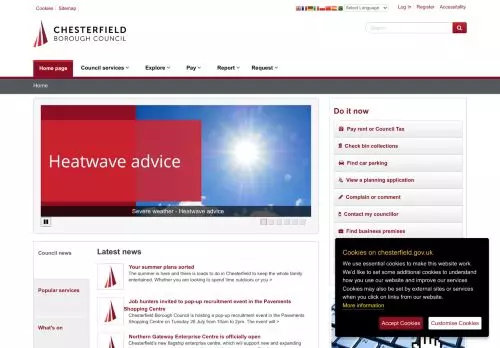 Cookies Sitemap
Select Language
Log In Register Accessibility
CHESTERFIELD
BOROUGH COUNCIL
Search
Home page Council services Explore Pay Report Request
Home
Heatwave advice
Severe weather - Heatwave advice
Do it now
Pay rent or Council Tax
Check bin collections
Find car parking
View a planning application
Complain or comment
Contact my councillor
Find business premises
Council news
Popular services
What's on
Latest news
Your summer plans sorted
The summer is here and there is loads to do in Chesterfield to keep the whole family
entertained. Whether you are looking to spend time outdoors or you >
Job hunters invited to pop-up recruitment event in the Pavements
Shopping Centre
Chesterfield Borough Council is holding a pop-up recruitment event in the Pavements
Shopping Centre on Tuesday 26 July from 10am to 2pm. The event will >
Northern Gateway Enterprise Centre is officially open
Chesterfield's new flagship enterprise centre, which will support new and expanding
Cookies on chesterfield.gov.uk
We use essential cookies to make this website work.
We'd like to set some additional cookies to understand
how you use our website and improve our services
Cookies may also be set by external sites or services
when you click on links from our website.
More information
Accept Cookies Customise Cookies